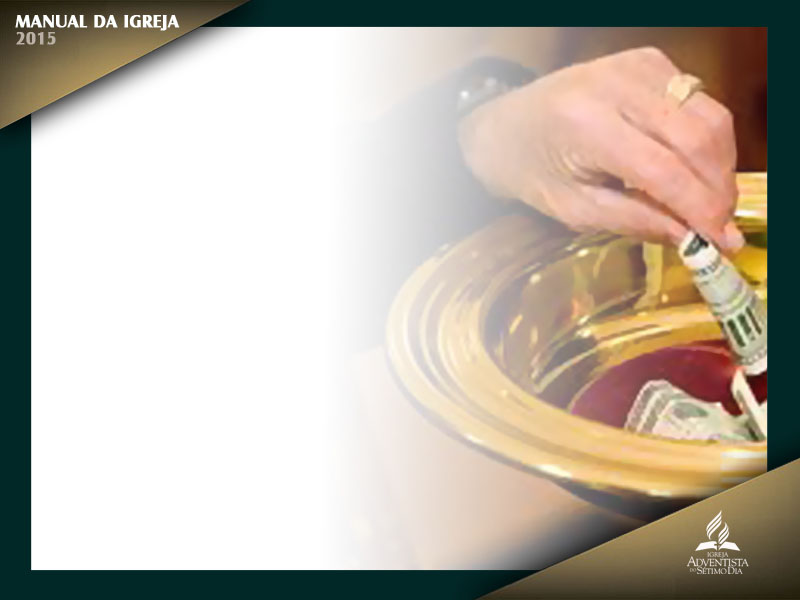 MANUAL DA IGREJA
2015
IGREJA
ADVENTISTA
DO SÉTIMO DIA